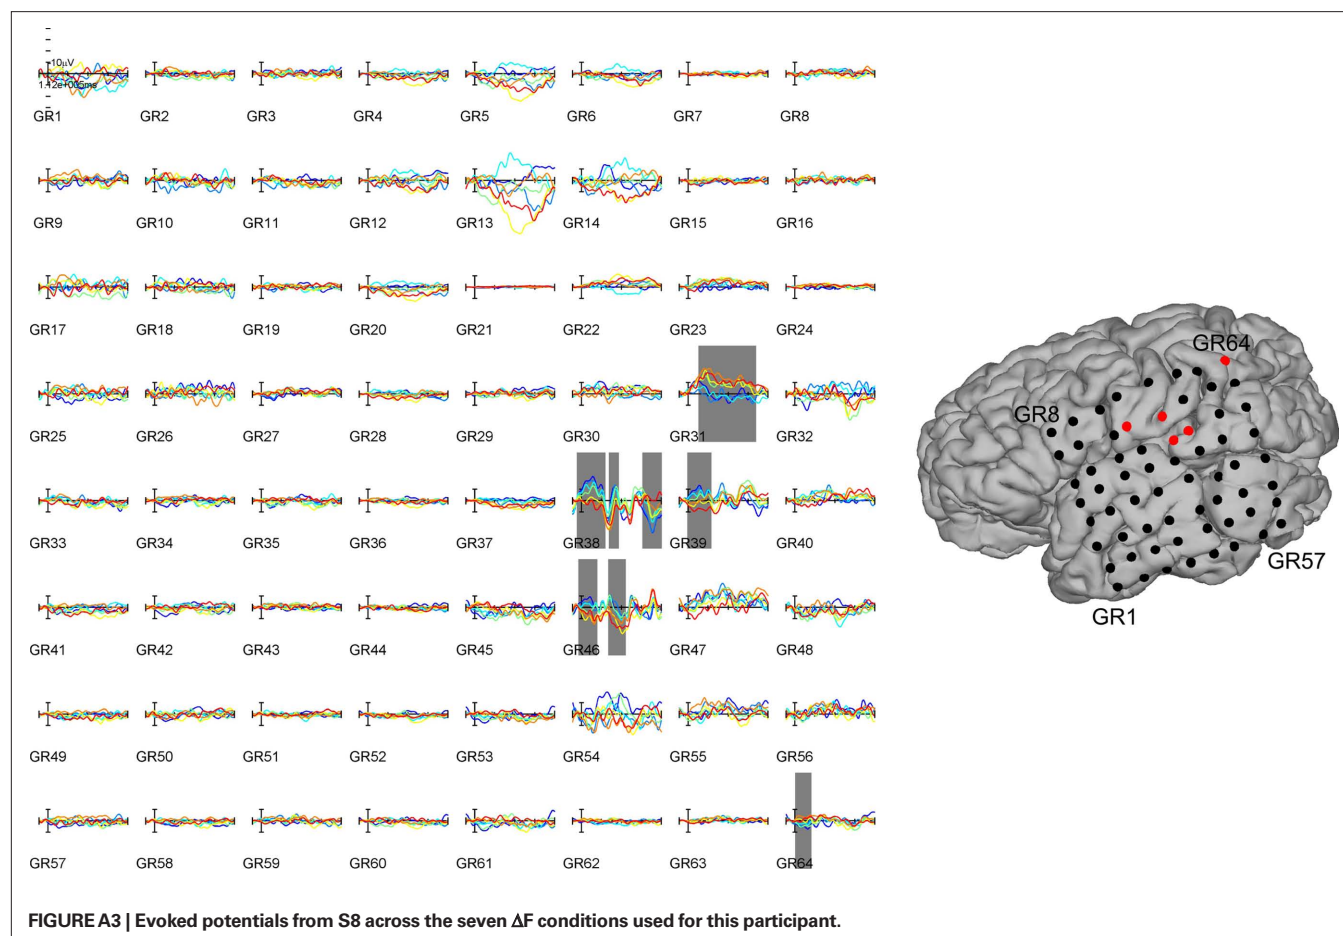 10µV
1.12e+005ms
GR1 GR2 GR3 GR4 GR5 GR6 GR7 GR8
GR9 GR10 GR11 GR12 GR13 GR14 GR15 GR16
GR17 GR18 GR19 GR20 GR21 GR22 GR23 GR24
GR25 GR26 GR27 GR28 GR29 GR30 GR31 GR32
GR33 GR34 GR35 GR36 GR37 GR38 GR39 GR40
GR41 GR42 GR43 GR44 GR45 GR46 GR47 GR48
GR49 GR50 GR51 GR52 GR53 GR54 GR55 GR56
GR57 GR58 GR59 GR60 GR61 GR62 GR63 GR64
GR64
GR8
GR57
GR1
FIGURE A3 | Evoked potentials from S8 across the seven ΔF conditions used for this participant.